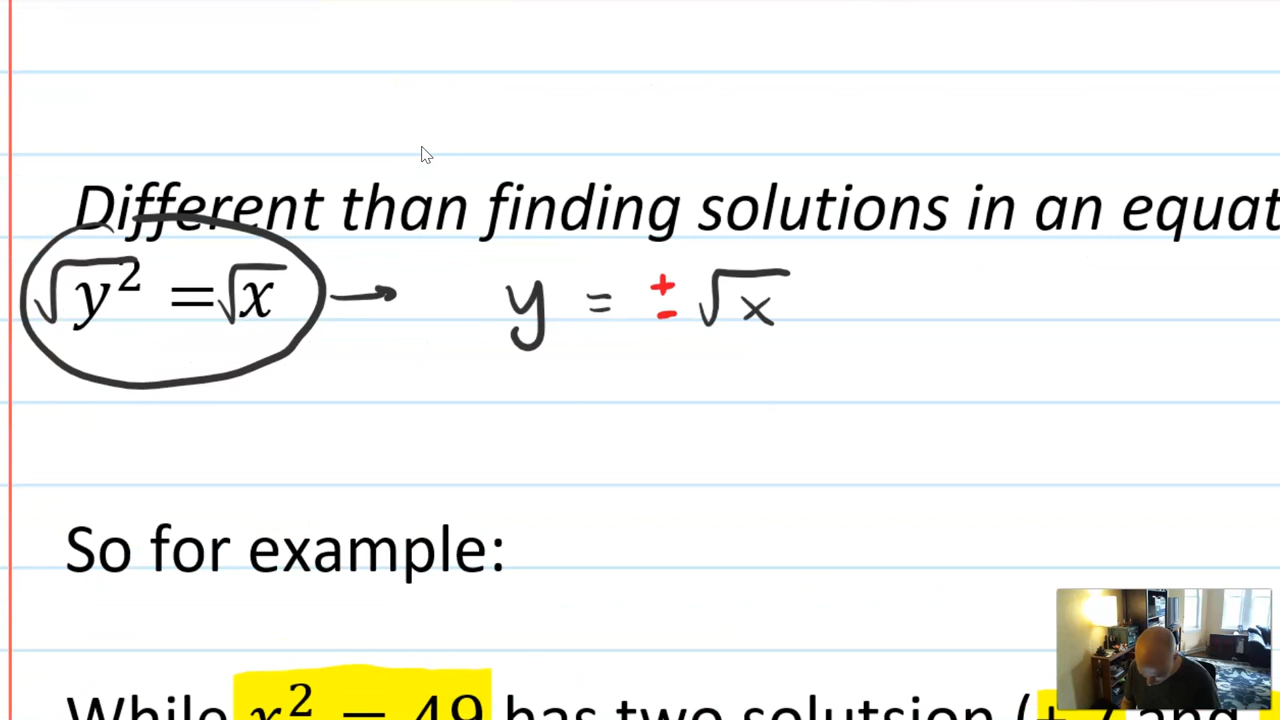 Different than finding solutions in an equat
√y² = √x → y = ± √x
So for example:
While x² = 49 has two solutsion (+ 7 and